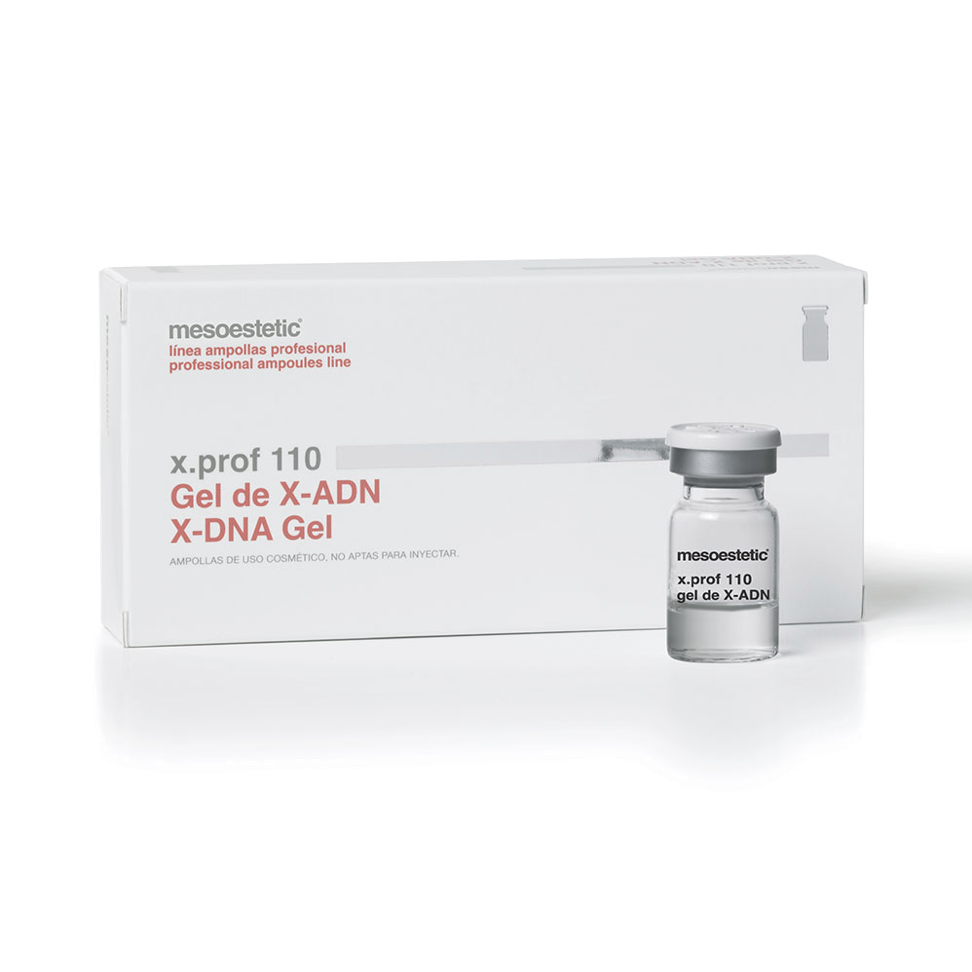 mesoestetic®
línea ampollas profesional
professional ampoules line
x.prof 110
Gel de X-ADN
X-DNA Gel
AMPOLLAS DE USO COSMÉTICO, NO APTAS PARA INYECTAR.
mesoestetic®
x.prof 110
gel de X-ADN